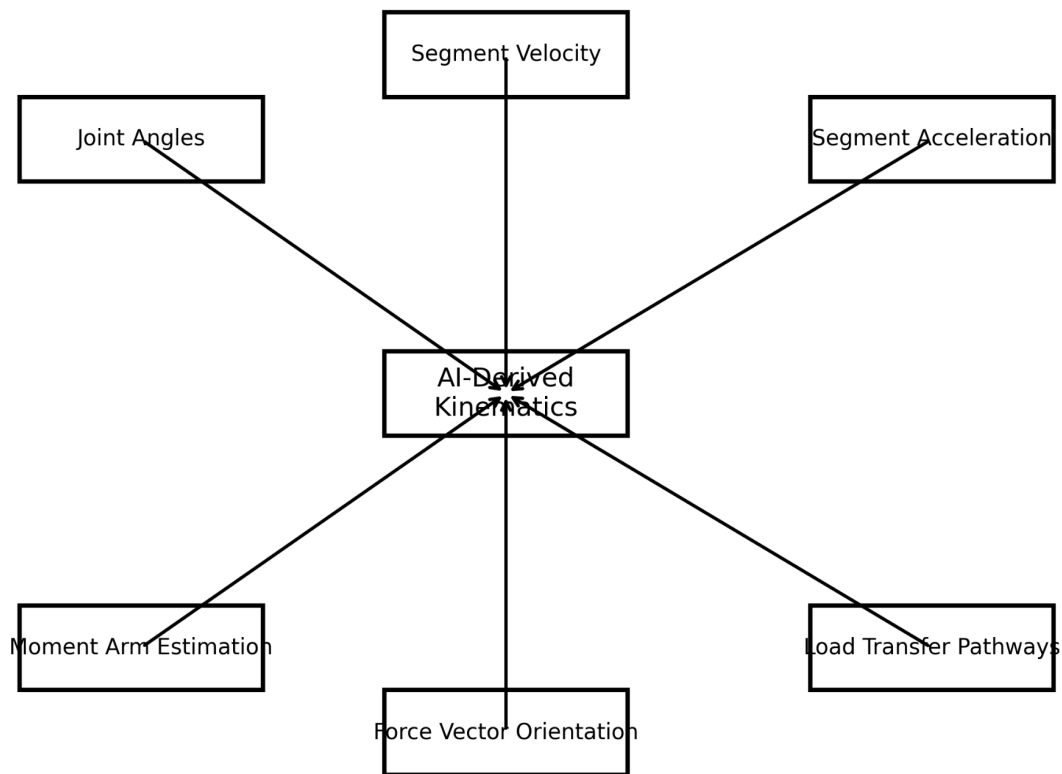 Segment Velocity
Joint Angles
Segment Acceleration
AI-Derived
Kinematics
Moment Arm Estimation
Load Transfer Pathways
Force Vector Orientation